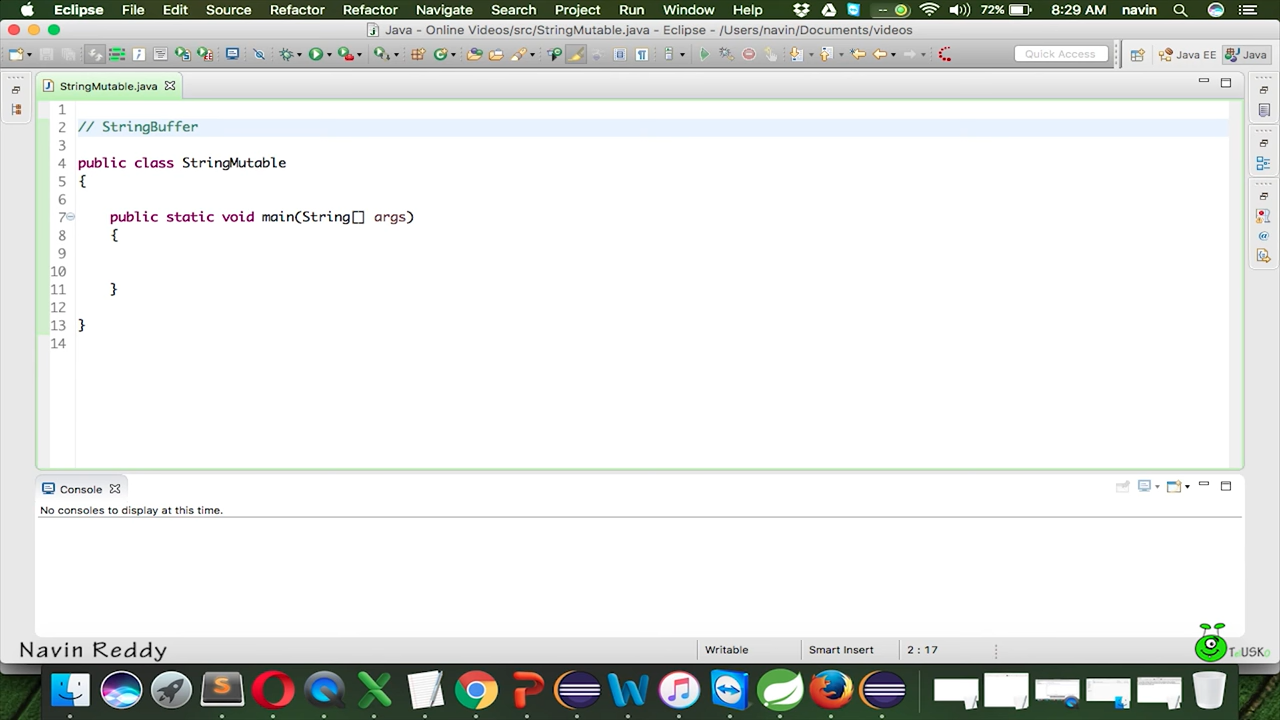 Eclipse File Edit Source Refactor Refactor Navigate Search Project Run Window Help 72% 8:29 AM navin
Java - Online Videos/src/StringMutable.java - Eclipse - /Users/navin/Documents/videos
Quick Access Java EE Java
StringMutable.java
1
2 // StringBuffer
3
4 public class StringMutable
5 {
6
7 public static void main(String[] args)
8 {
9
10
11 }
12
13 }
14
Console
No consoles to display at this time.
Navin Reddy
Writable Smart Insert 2 : 17
TeUSKo